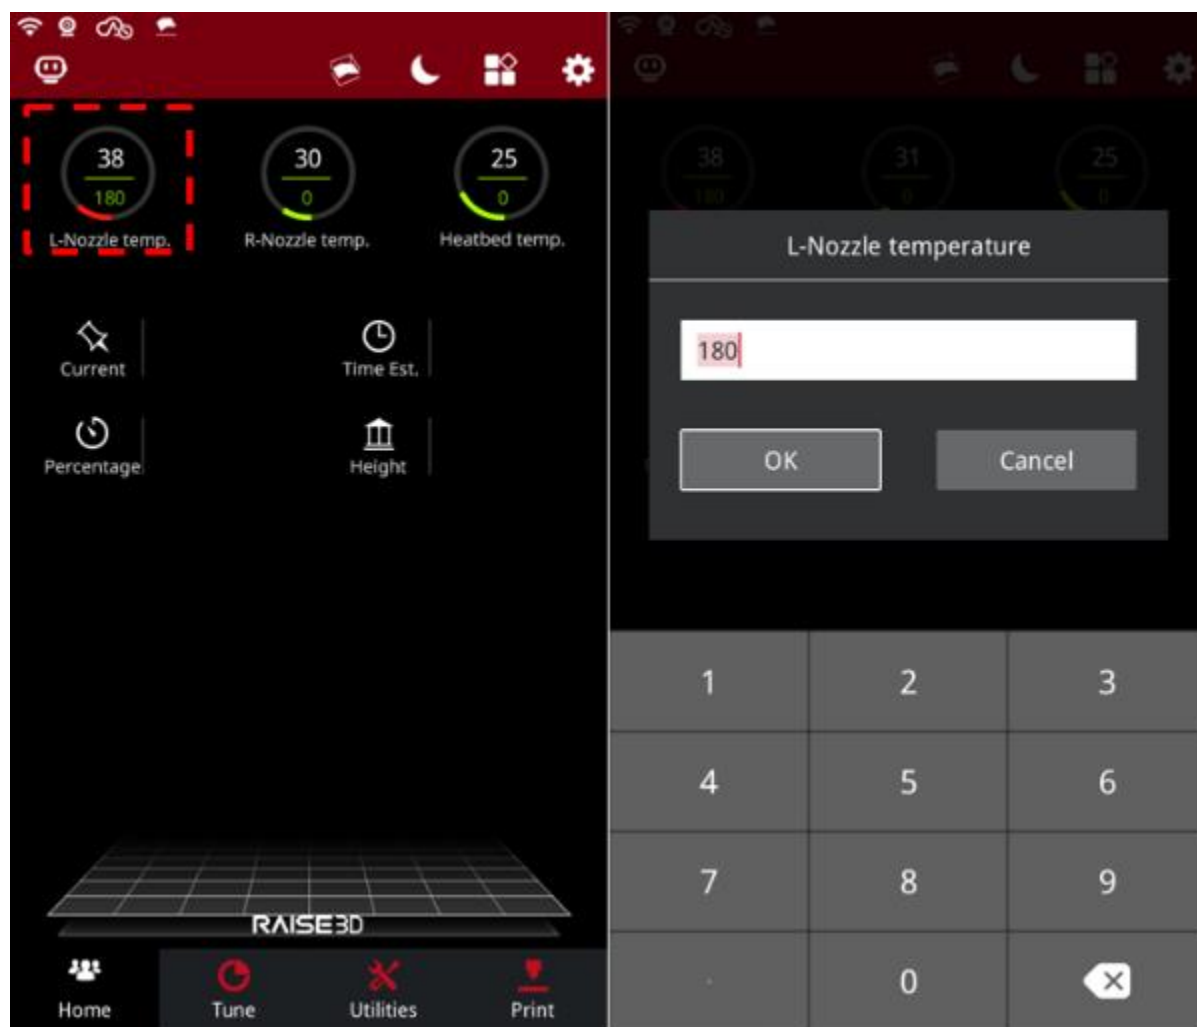 38
180
L-Nozzle temp.
30
0
R-Nozzle temp.
25
0
Heatbed temp.
Current
Time Est.
Percentage
Height
RAISE3D
Home
Tune
Utilities
Print
38
180
31
0
25
0
L-Nozzle temperature
180
OK
Cancel
1
2
3
4
5
6
7
8
9
.
0